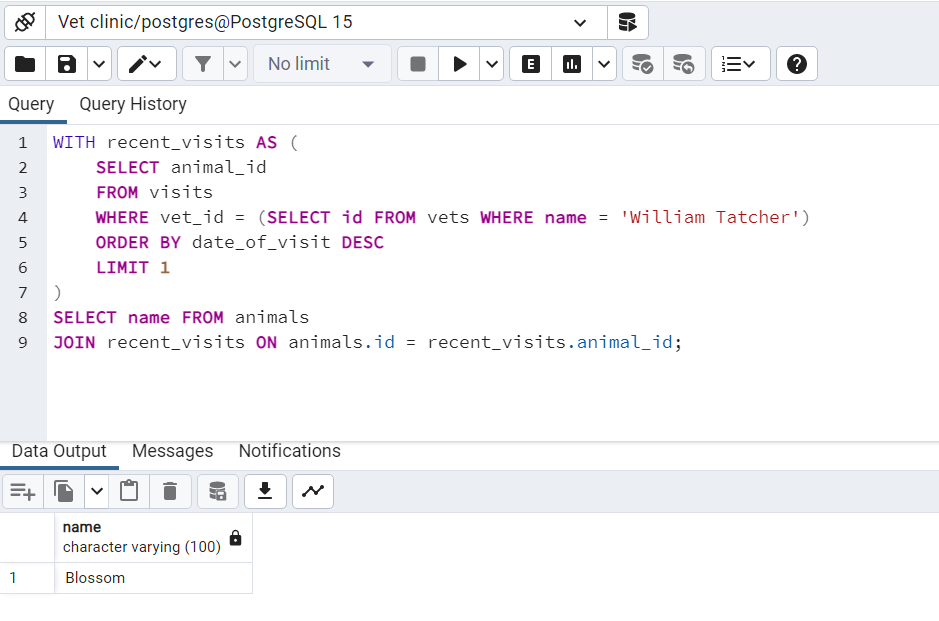 Vet clinic/postgres@PostgreSQL 15
No limit
E
Query Query History
1 WITH recent_visits AS (
2 SELECT animal_id
3 FROM visits
4 WHERE vet_id = (SELECT id FROM vets WHERE name = 'William Tatcher')
5 ORDER BY date_of_visit DESC
6 LIMIT 1
7 )
8 SELECT name FROM animals
9 JOIN recent_visits ON animals.id = recent_visits.animal_id;
Data Output Messages Notifications
name
character varying (100)
1 Blossom